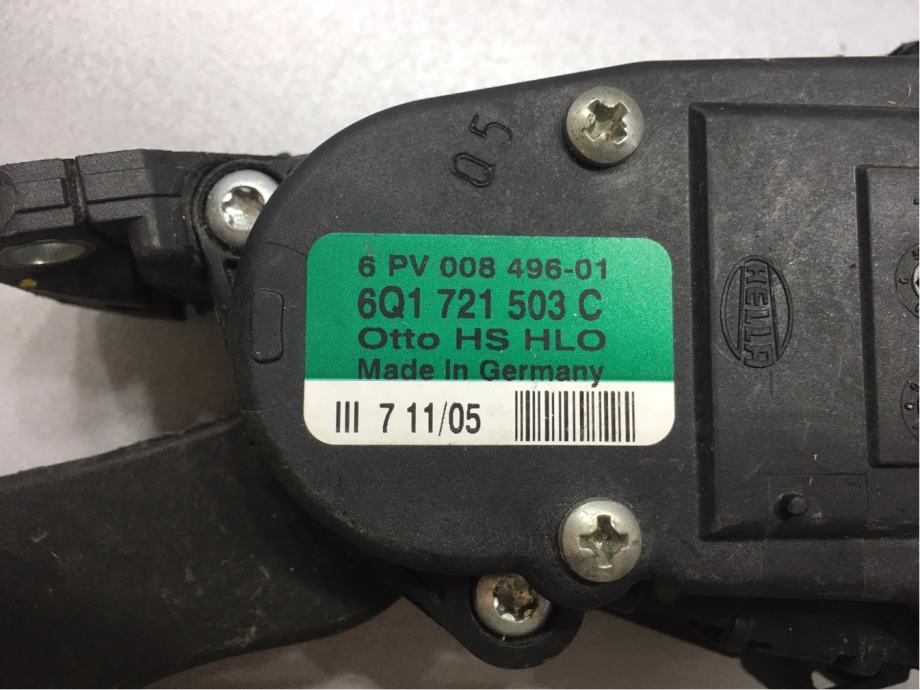 Q5
6 PV 008 496-01
6Q1 721 503 C
Otto HS HLO
Made In Germany
III 7 11/05
HELLA